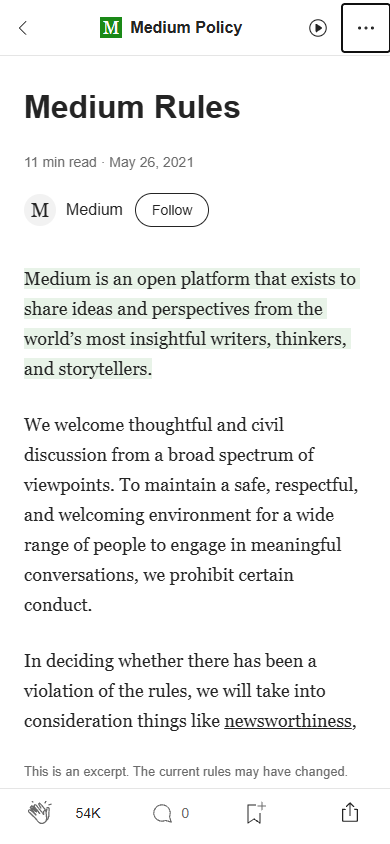 M Medium Policy
Medium Rules
11 min read · May 26, 2021
M Medium Follow
Medium is an open platform that exists to
share ideas and perspectives from the
world’s most insightful writers, thinkers,
and storytellers.
We welcome thoughtful and civil
discussion from a broad spectrum of
viewpoints. To maintain a safe, respectful,
and welcoming environment for a wide
range of people to engage in meaningful
conversations, we prohibit certain
conduct.
In deciding whether there has been a
violation of the rules, we will take into
consideration things like newsworthiness,
This is an excerpt. The current rules may have changed.
54K 0